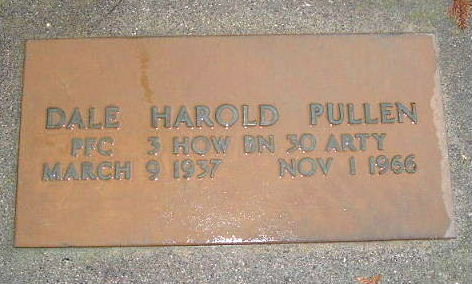 DALE HAROLD PULLEN
PFC 3 HOW BN 30 ARTY
MARCH 9 1937 NOV 1 1966